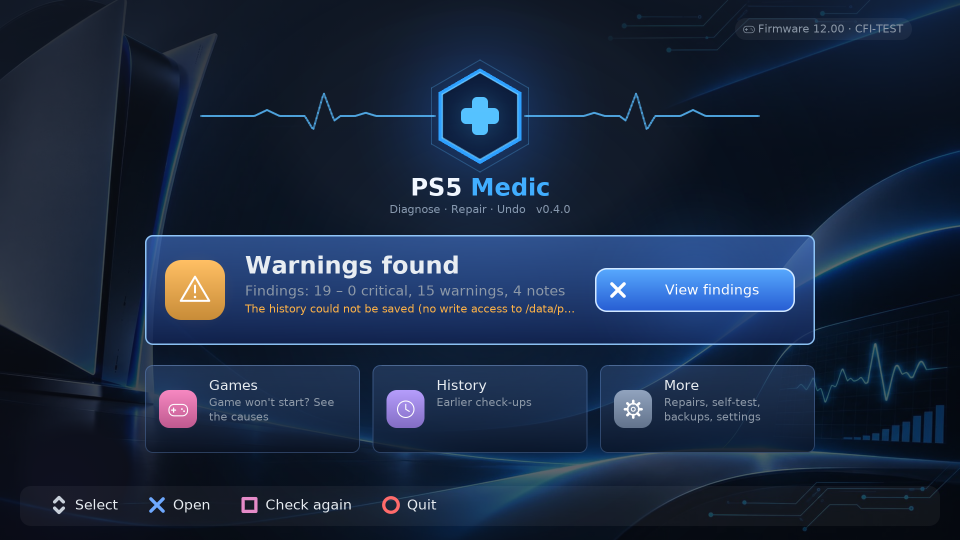 Firmware 12.00 · CFI-TEST
PS5 Medic
Diagnose · Repair · Undo v0.4.0
Warnings found
Findings: 19 – 0 critical, 15 warnings, 4 notes
The history could not be saved (no write access to /data/p...
View findings
Games
Game won't start? See
the causes
History
Earlier check-ups
More
Repairs, self-test,
backups, settings
Select
Open
Check again
Quit